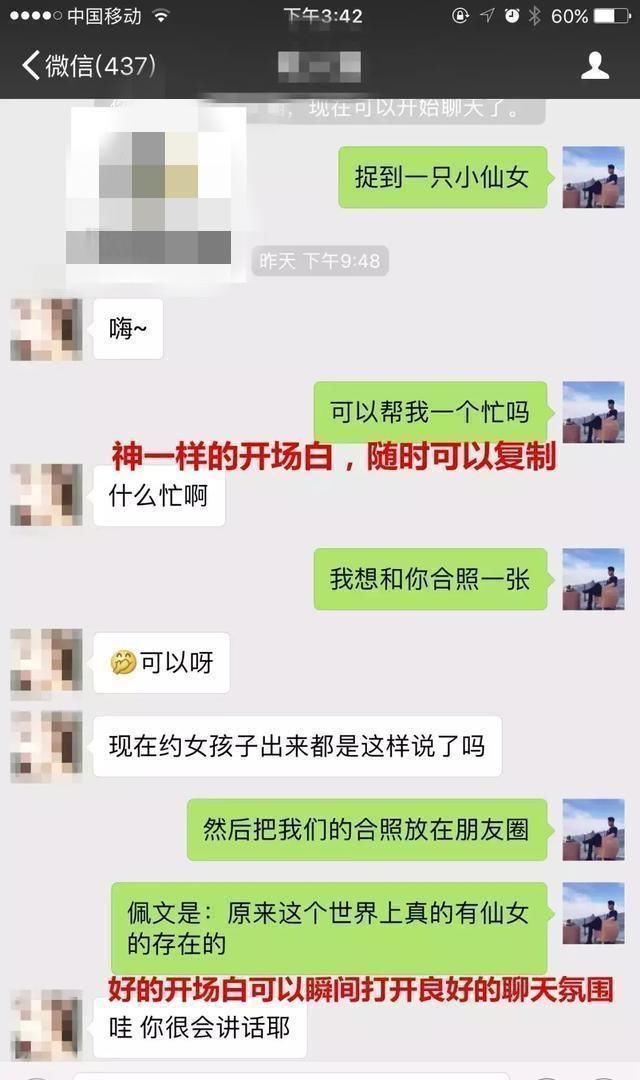 中国移动
下午3:42
60%
微信(437)
现在可以开始聊天了。
捉到一只小仙女
昨天 下午9:48
嗨~
可以帮我一个忙吗
神一样的开场白，随时可以复制
什么忙啊
我想和你合照一张
🤭可以呀
现在约女孩子出来都是这样说了吗
然后把我们的合照放在朋友圈
佩文是：原来这个世界上真的有仙女
的存在的
好的开场白可以瞬间打开良好的聊天氛围
哇 你很会讲话耶